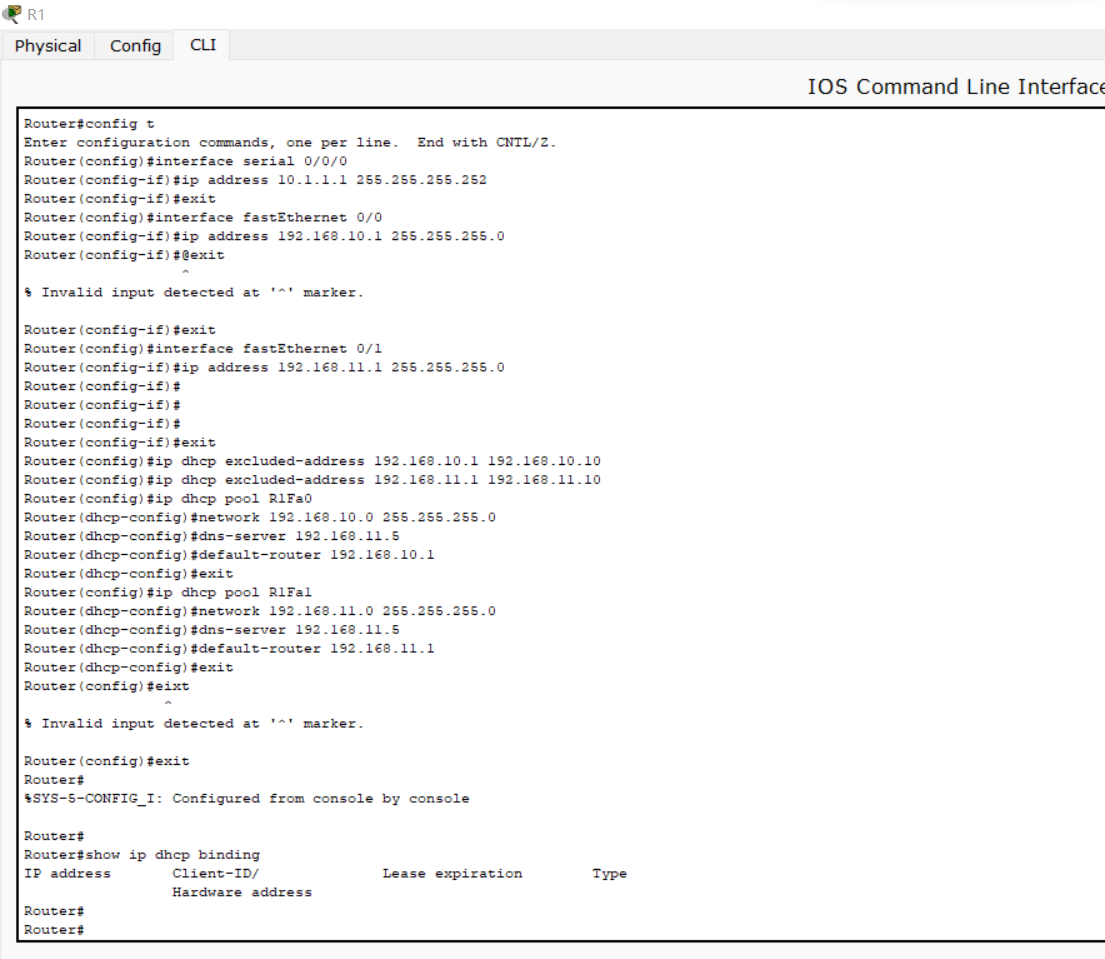 R1
Physical Config CLI
IOS Command Line Interface
Router#config t
Enter configuration commands, one per line.  End with CNTL/Z.
Router(config)#interface serial 0/0/0
Router(config-if)#ip address 10.1.1.1 255.255.255.252
Router(config-if)#exit
Router(config)#interface fastEthernet 0/0
Router(config-if)#ip address 192.168.10.1 255.255.255.0
Router(config-if)#@exit
^
% Invalid input detected at '^' marker.
Router(config-if)#exit
Router(config)#interface fastEthernet 0/1
Router(config-if)#ip address 192.168.11.1 255.255.255.0
Router(config-if)#
Router(config-if)#
Router(config-if)#
Router(config-if)#exit
Router(config)#ip dhcp excluded-address 192.168.10.1 192.168.10.10
Router(config)#ip dhcp excluded-address 192.168.11.1 192.168.11.10
Router(config)#ip dhcp pool R1Fa0
Router(dhcp-config)#network 192.168.10.0 255.255.255.0
Router(dhcp-config)#dns-server 192.168.11.5
Router(dhcp-config)#default-router 192.168.10.1
Router(dhcp-config)#exit
Router(config)#ip dhcp pool R1Fa1
Router(dhcp-config)#network 192.168.11.0 255.255.255.0
Router(dhcp-config)#dns-server 192.168.11.5
Router(dhcp-config)#default-router 192.168.11.1
Router(dhcp-config)#exit
Router(config)#eixt
^
% Invalid input detected at '^' marker.
Router(config)#exit
Router#
%SYS-5-CONFIG_I: Configured from console by console
Router#
Router#show ip dhcp binding
IP address       Client-ID/              Lease expiration        Type
Hardware address
Router#
Router#